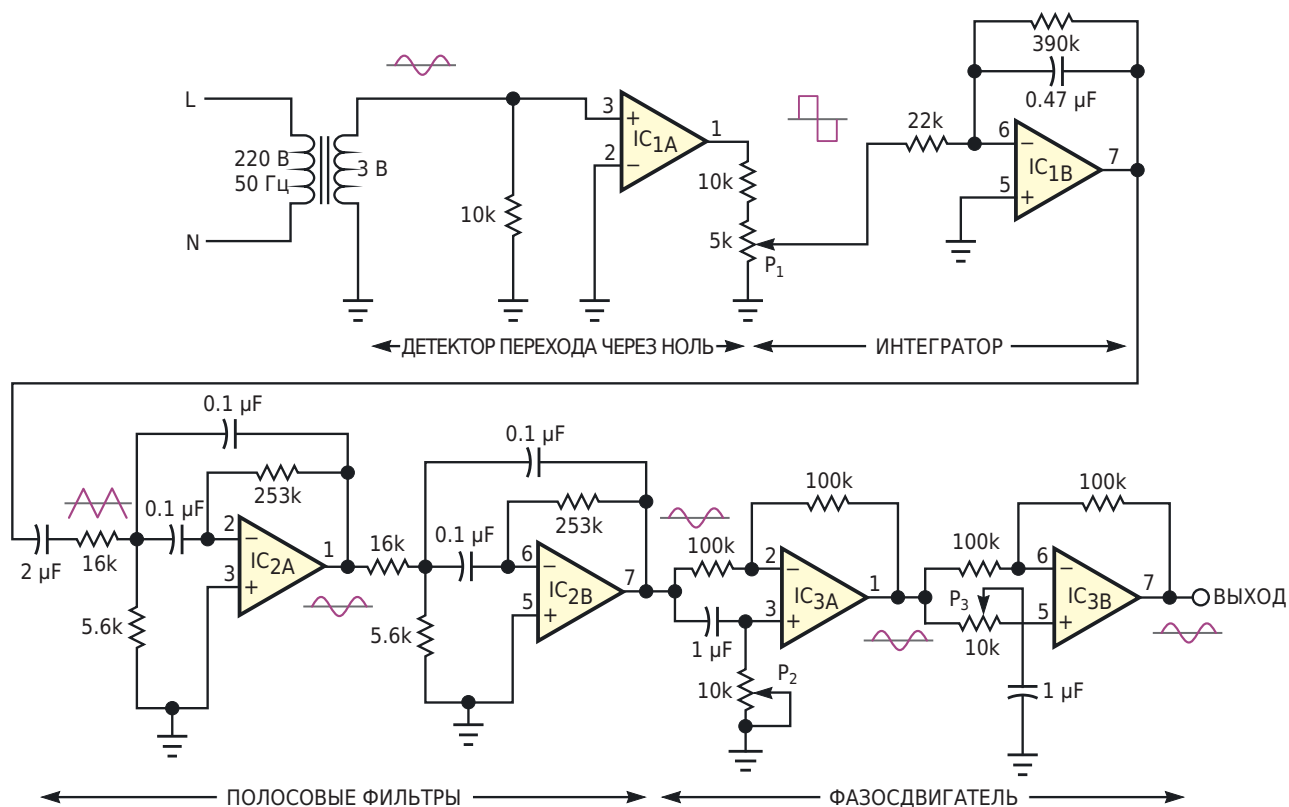 L
220 В
50 Гц
N
3 В
10k
3
+
2
−
IC1A
1
10k
5k
P1
22k
390k
0.47 µF
6
−
5
+
IC1B
7
ДЕТЕКТОР ПЕРЕХОДА ЧЕРЕЗ НОЛЬ
ИНТЕГРАТОР
0.1 µF
253k
0.1 µF
2 µF
16k
5.6k
2
−
3
+
IC2A
1
0.1 µF
253k
0.1 µF
16k
5.6k
6
−
5
+
IC2B
7
100k
100k
1 µF
10k
P2
2
−
3
+
IC3A
1
100k
100k
P3
10k
1 µF
6
−
5
+
IC3B
7
ВЫХОД
ПОЛОСОВЫЕ ФИЛЬТРЫ
ФАЗОСДВИГАТЕЛЬ